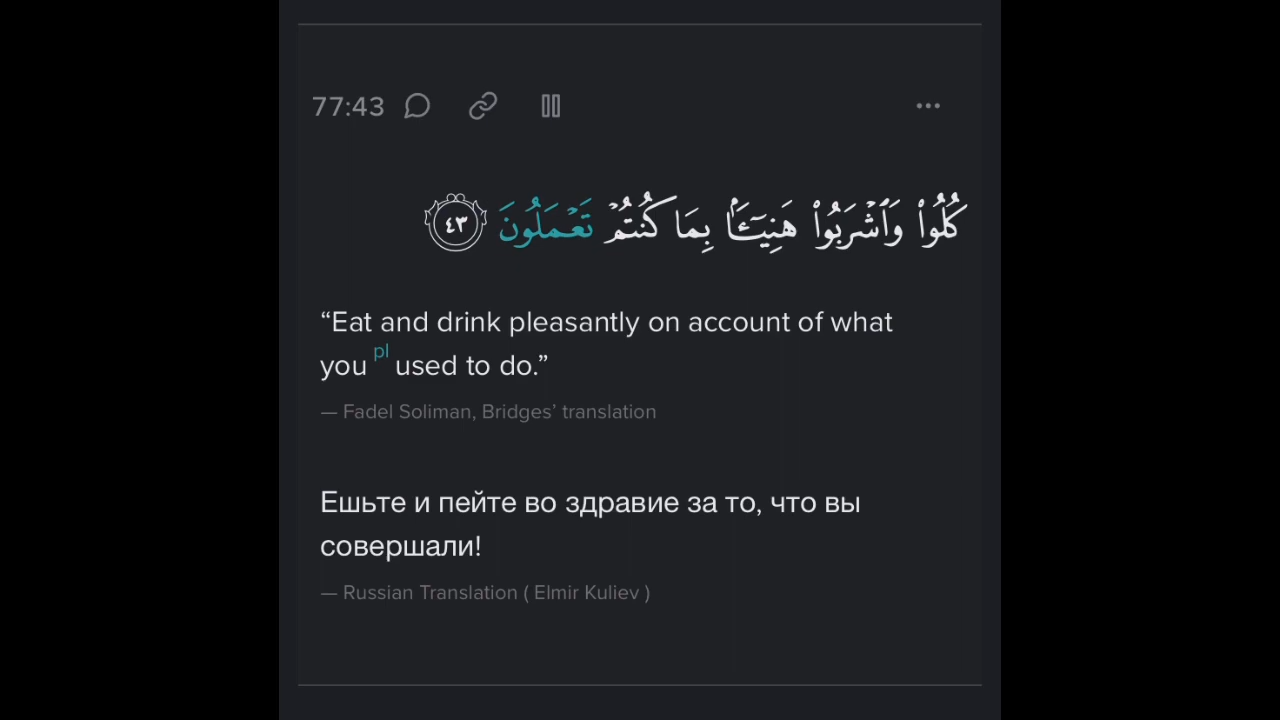 77:43
كُلُوا۟ وَٱشْرَبُوا۟ هَنِيٓـَٔۢا بِمَا كُنتُمْ تَعْمَلُونَ ٤٣
“Eat and drink pleasantly on account of what
you pl used to do.”
— Fadel Soliman, Bridges’ translation
Ешьте и пейте во здравие за то, что вы
совершали!
— Russian Translation ( Elmir Kuliev )